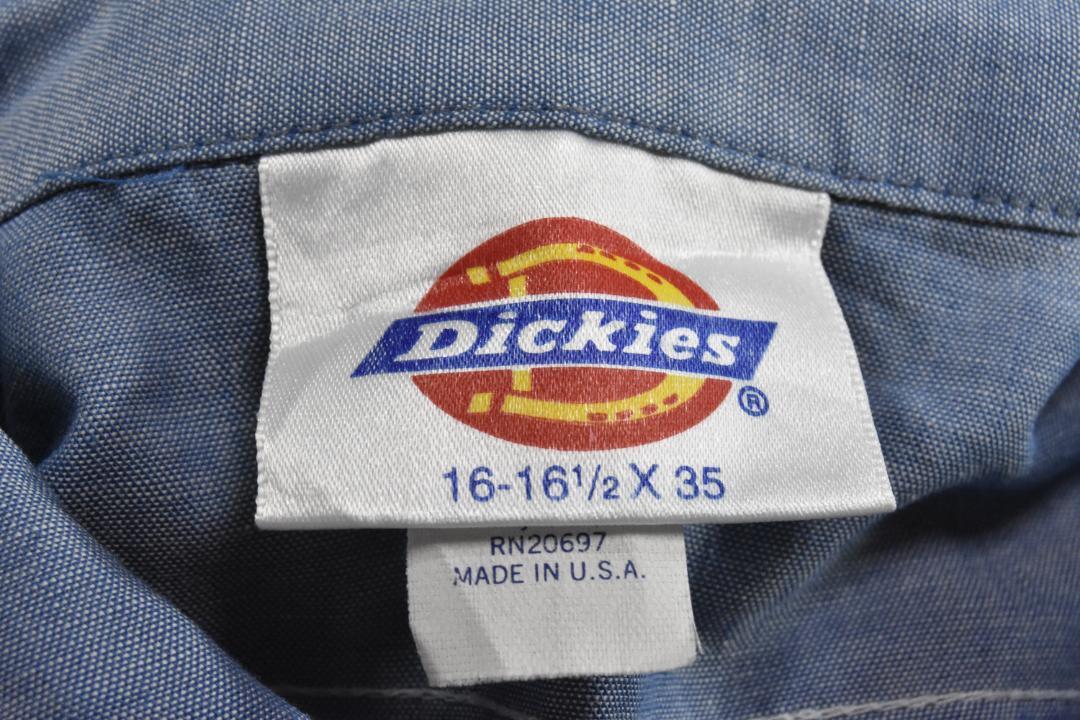 Dickies
®
16-16½ X 35
RN20697
MADE IN U.S.A.